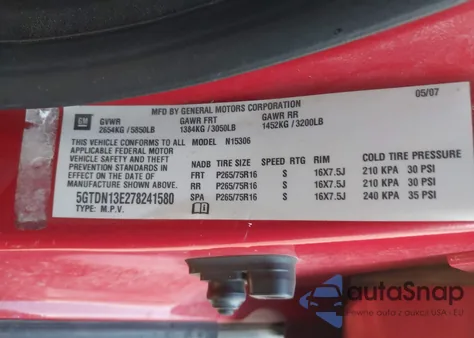 MFD BY GENERAL MOTORS CORPORATION
05/07
GM
GVWR GAWR FRT GAWR RR
2654KG / 5850LB 1384KG / 3050LB 1452KG / 3200LB
THIS VEHICLE CONFORMS TO ALL MODEL N15306
APPLICABLE FEDERAL MOTOR
VEHICLE SAFETY AND THEFT
PREVENTION STANDARDS IN
EFFECT ON THE DATE OF
MANUFACTURE SHOWN ABOVE.
5GTDN13E278241580
TYPE: M.P.V.
NADB TIRE SIZE SPEED RTG RIM COLD TIRE PRESSURE
FRT P265/75R16 S 16X7.5J 210 KPA 30 PSI
RR P265/75R16 S 16X7.5J 210 KPA 30 PSI
SPA P265/75R16 S 16X7.5J 240 KPA 35 PSI
autoSnap